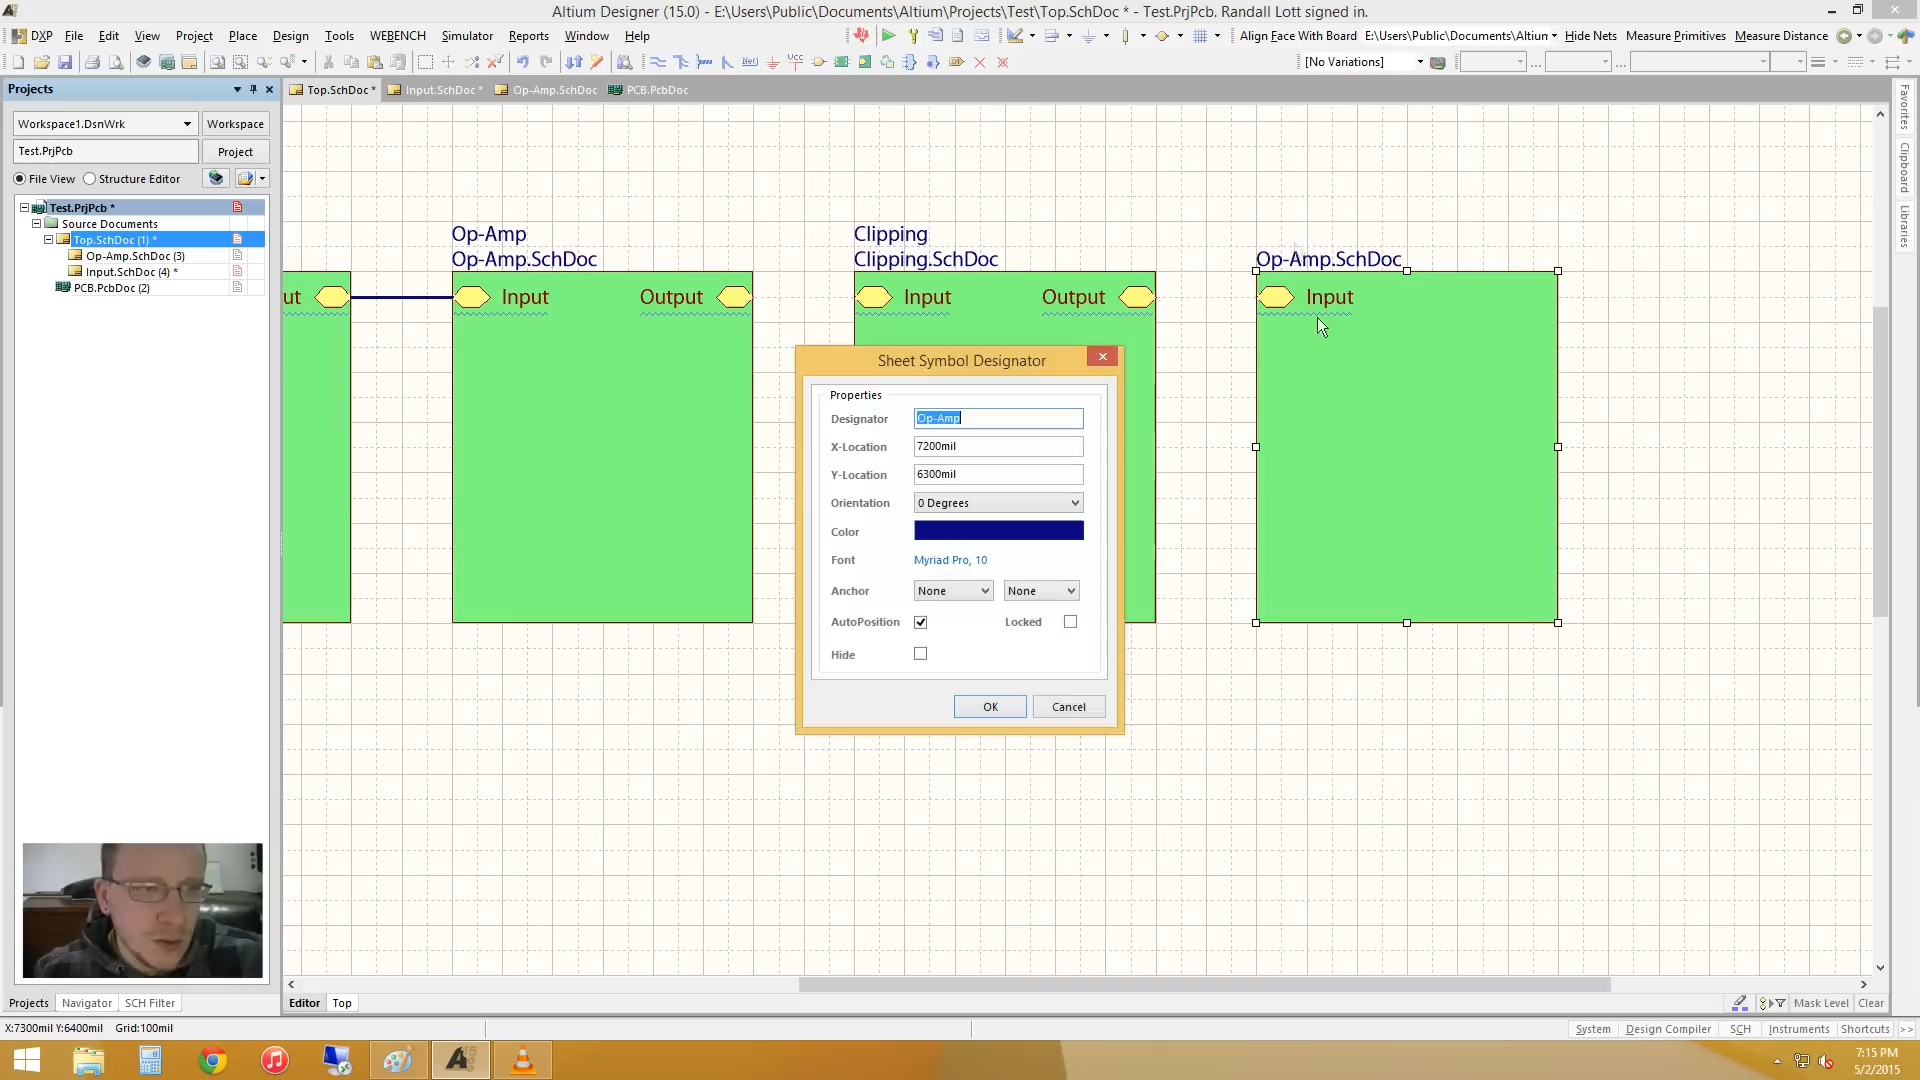 Altium Designer (15.0) - E:\Users\Public\Documents\Altium\Projects\Test\Top.SchDoc * - Test.PrjPcb. Randall Lott signed in.
DXP File Edit View Project Place Design Tools WEBENCH Simulator Reports Window Help
Align Face With Board E:\Users\Public\Documents\Altiun Hide Nets Measure Primitives Measure Distance
[No Variations]
Projects
Workspace1.DsnWrk Workspace
Test.PrjPcb Project
File View Structure Editor
Test.PrjPcb *
Source Documents
Top.SchDoc (1) *
Op-Amp.SchDoc (3)
Input.SchDoc (4) *
PCB.PcbDoc (2)
Top.SchDoc * Input.SchDoc * Op-Amp.SchDoc PCB.PcbDoc
ut
Op-Amp
Op-Amp.SchDoc
Input Output
Clipping
Clipping.SchDoc
Input Output
Op-Amp.SchDoc
Input
Sheet Symbol Designator
Properties
Designator Op-Amp
X-Location 7200mil
Y-Location 6300mil
Orientation 0 Degrees
Color
Font Myriad Pro, 10
Anchor None None
AutoPosition Locked
Hide
OK Cancel
Favorites
Clipboard
Libraries
Projects Navigator SCH Filter
Editor Top
Mask Level Clear
X:7300mil Y:6400mil Grid:100mil
System Design Compiler SCH Instruments Shortcuts >>
7:15 PM
5/2/2015